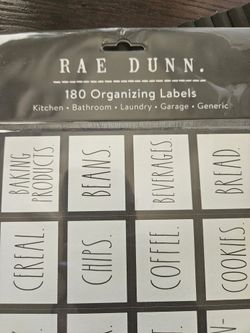 RAE DUNN.
180 Organizing Labels
Kitchen • Bathroom • Laundry • Garage • Generic
BAKING
PRODUCTS.
BEANS.
BEVERAGES
BREAD.
CEREAL.
CHIPS.
COFFEE.
COOKIES.